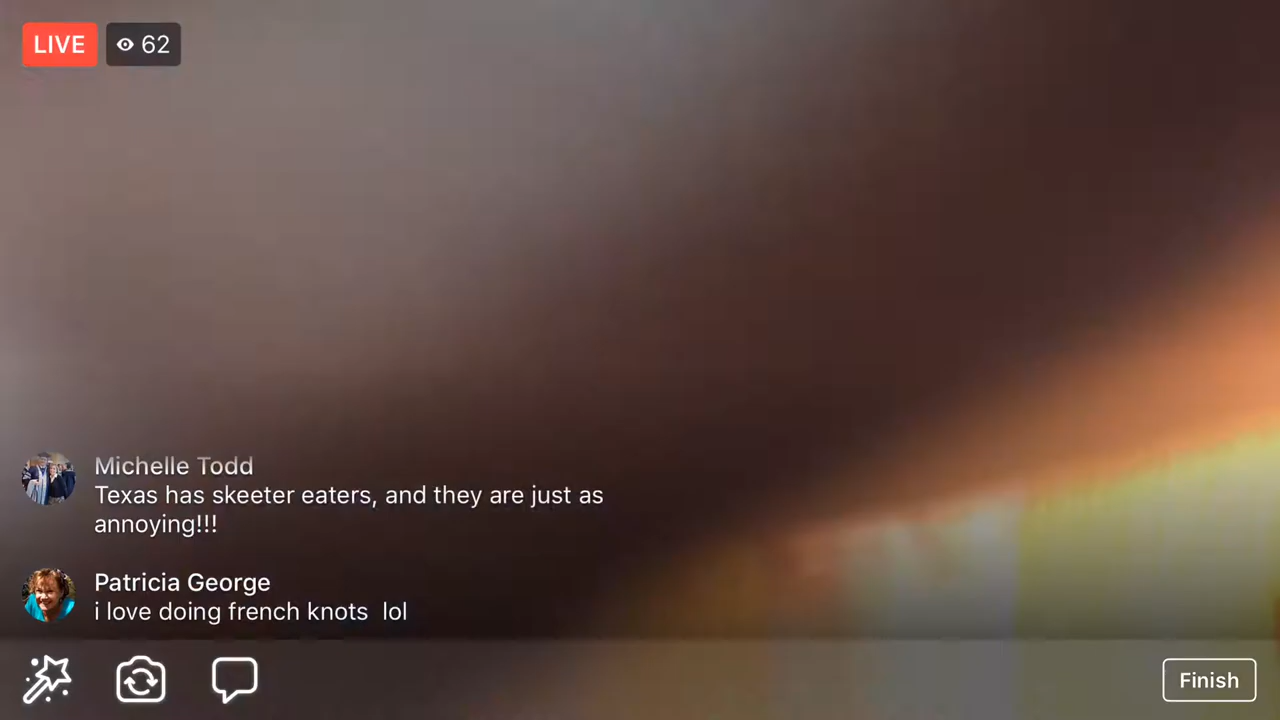 LIVE 62
Michelle Todd
Texas has skeeter eaters, and they are just as
annoying!!!
Patricia George
i love doing french knots  lol
Finish